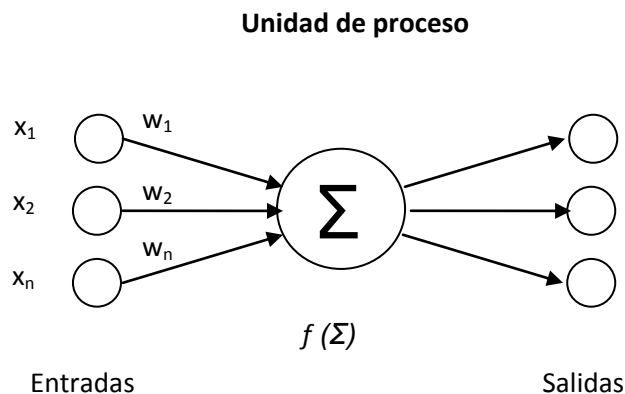 Unidad de proceso
x₁
w₁
x₂
w₂
Σ
xₙ
wₙ
f (Σ)
Entradas
Salidas